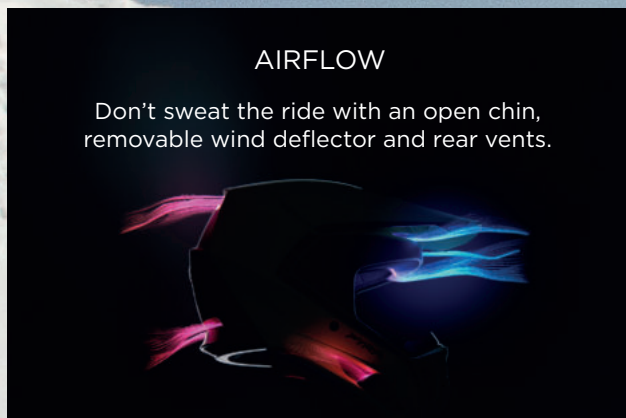 AIRFLOW
Don’t sweat the ride with an open chin,
removable wind deflector and rear vents.